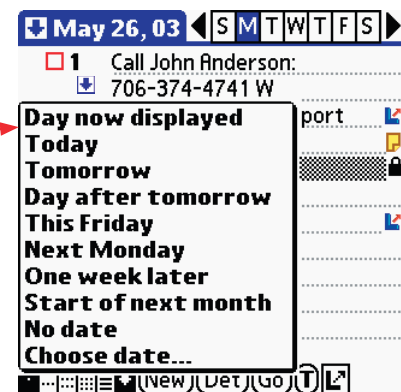 May 26, 03 S M T W T F S
1 Call John Anderson:
706-374-4741 W
Day now displayed port
Today
Tomorrow
Day after tomorrow
This Friday
Next Monday
One week later
Start of next month
No date
Choose date...
New Det Go T